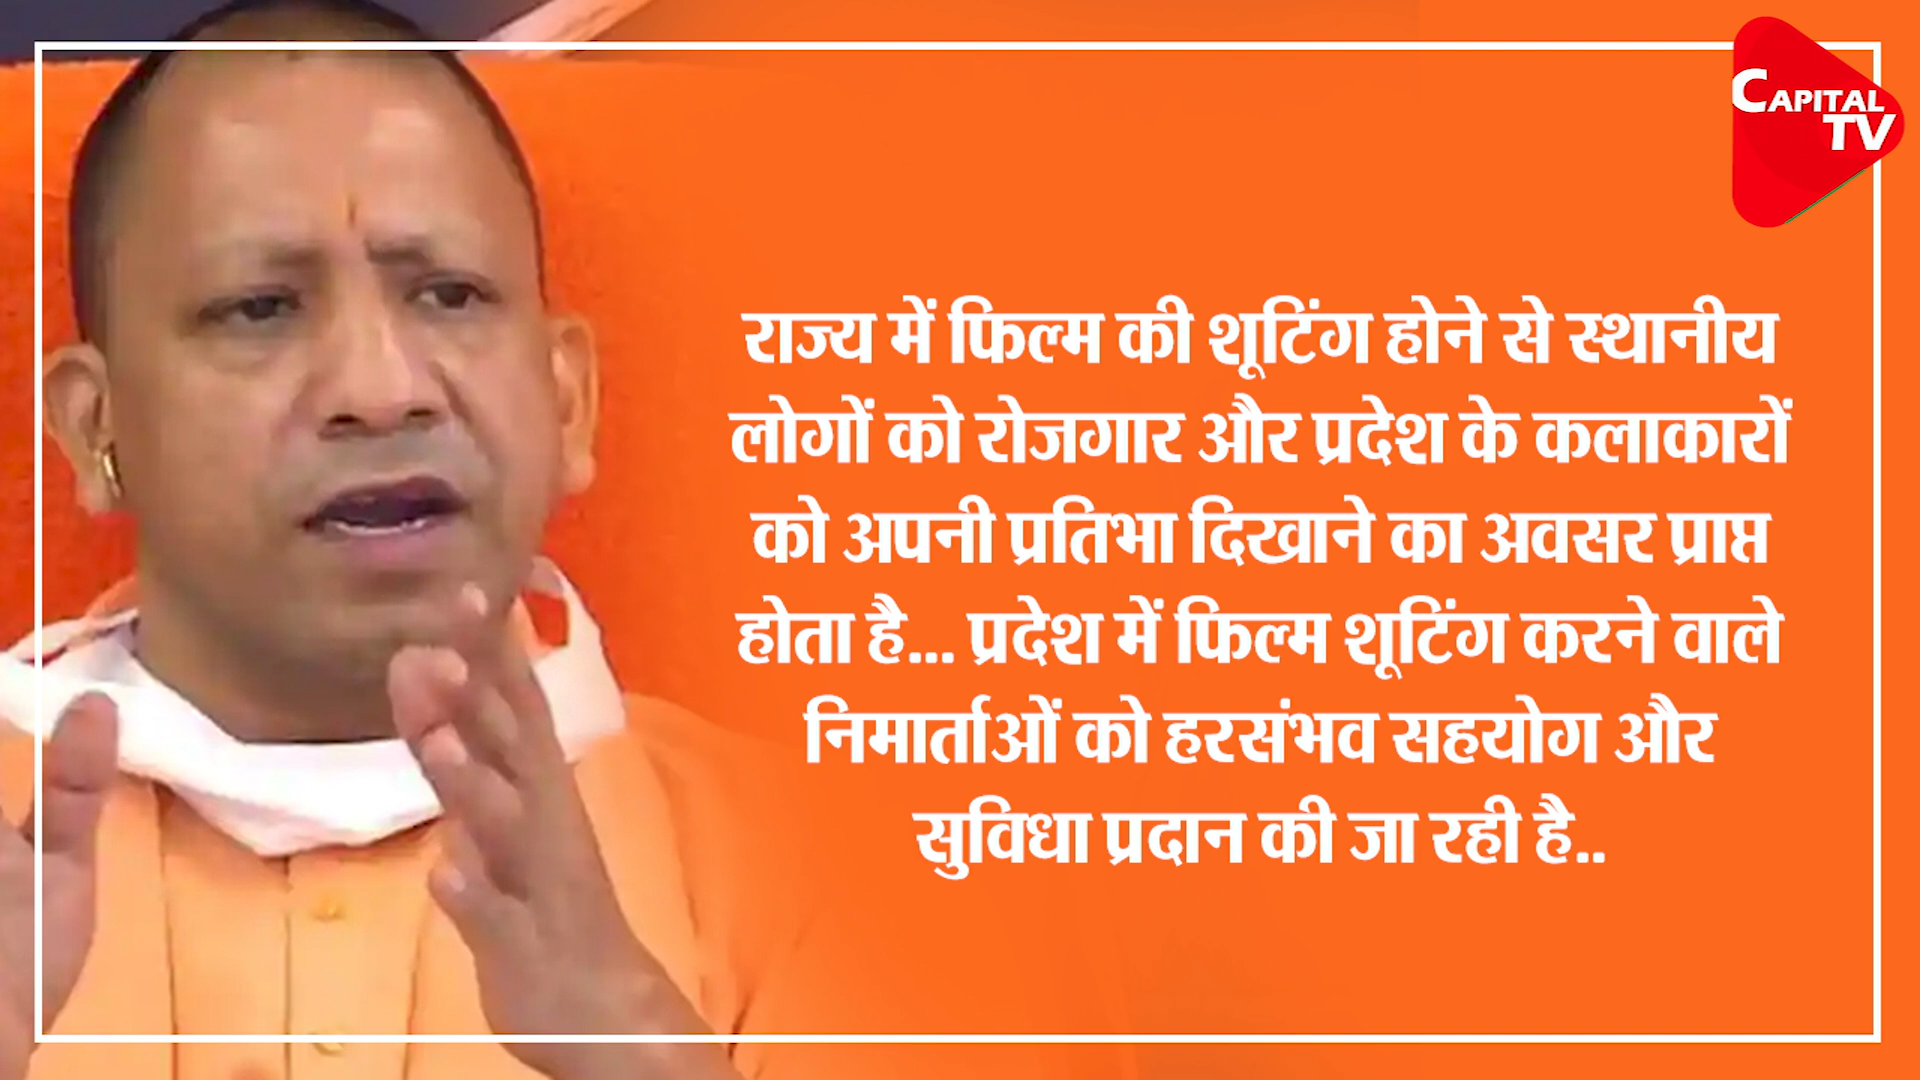 CAPITAL
TV
राज्य में फिल्म की शूटिंग होने से स्थानीय
लोगों को रोजगार और प्रदेश के कलाकारों
को अपनी प्रतिभा दिखाने का अवसर प्राप्त
होता है... प्रदेश में फिल्म शूटिंग करने वाले
निमार्ताओं को हरसंभव सहयोग और
सुविधा प्रदान की जा रही है..